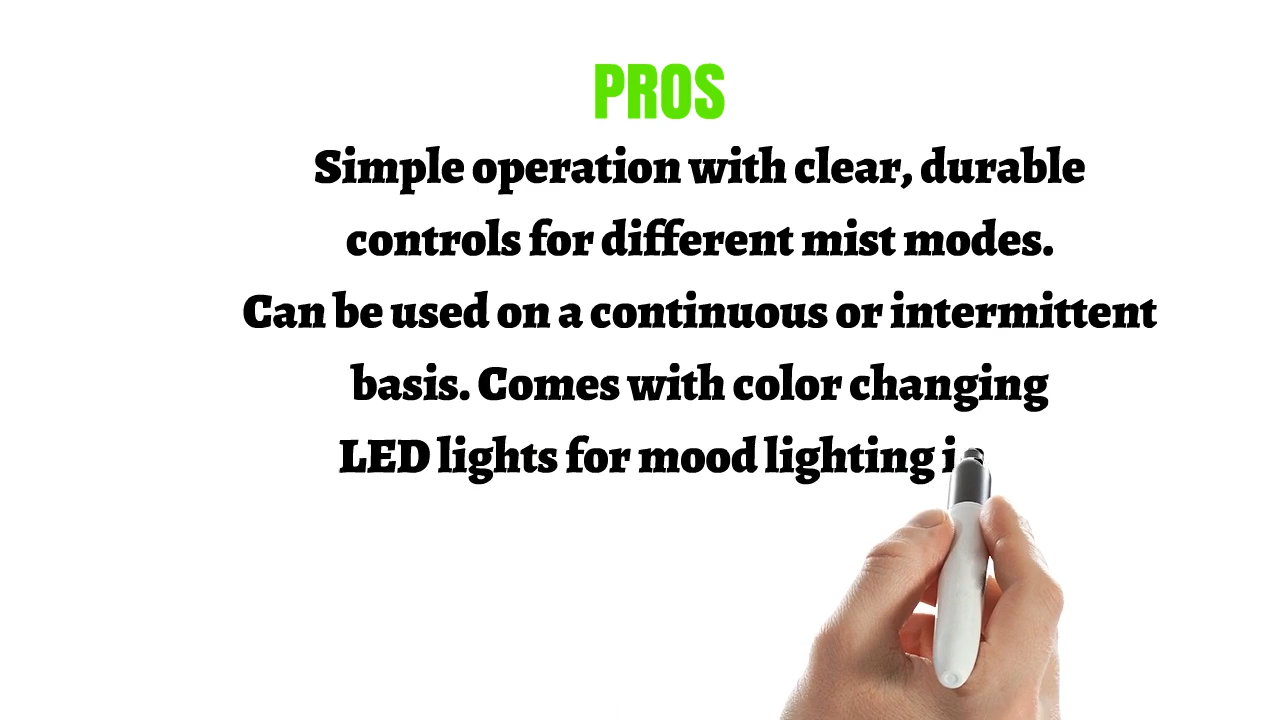 PROS
Simple operation with clear, durable
controls for different mist modes.
Can be used on a continuous or intermittent
basis. Comes with color changing
LED lights for mood lighting